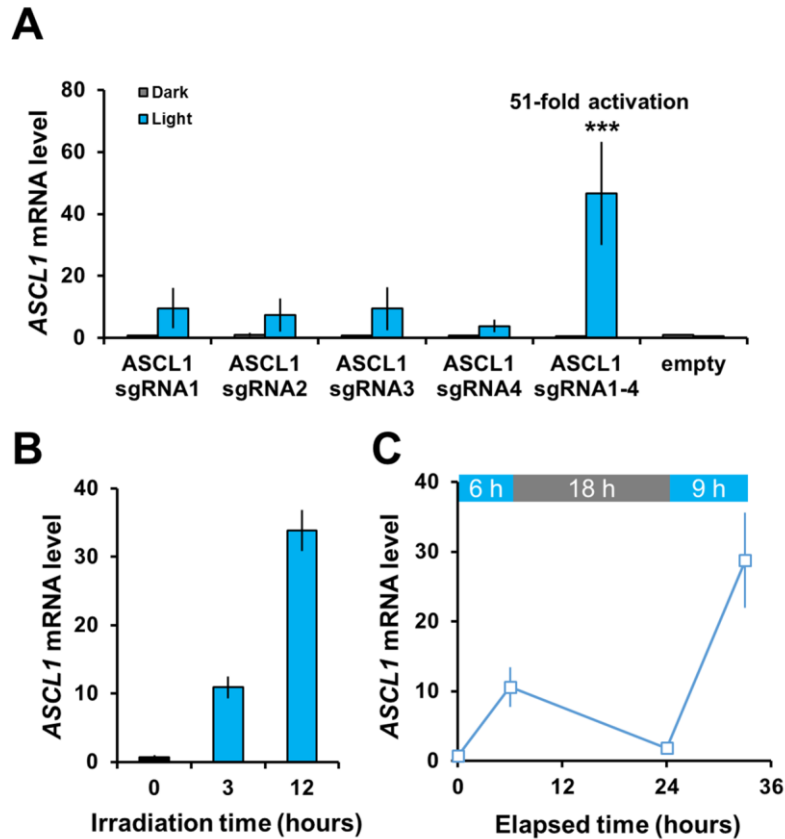 A
Dark
Light
51-fold activation
***
ASCL1 mRNA level
80
60
40
20
0
ASCL1 sgRNA1
ASCL1 sgRNA2
ASCL1 sgRNA3
ASCL1 sgRNA4
ASCL1 sgRNA1-4
empty
B
ASCL1 mRNA level
40
30
20
10
0
0 3 12
Irradiation time (hours)
C
6 h 18 h 9 h
ASCL1 mRNA level
40
30
20
10
0
0 12 24 36
Elapsed time (hours)